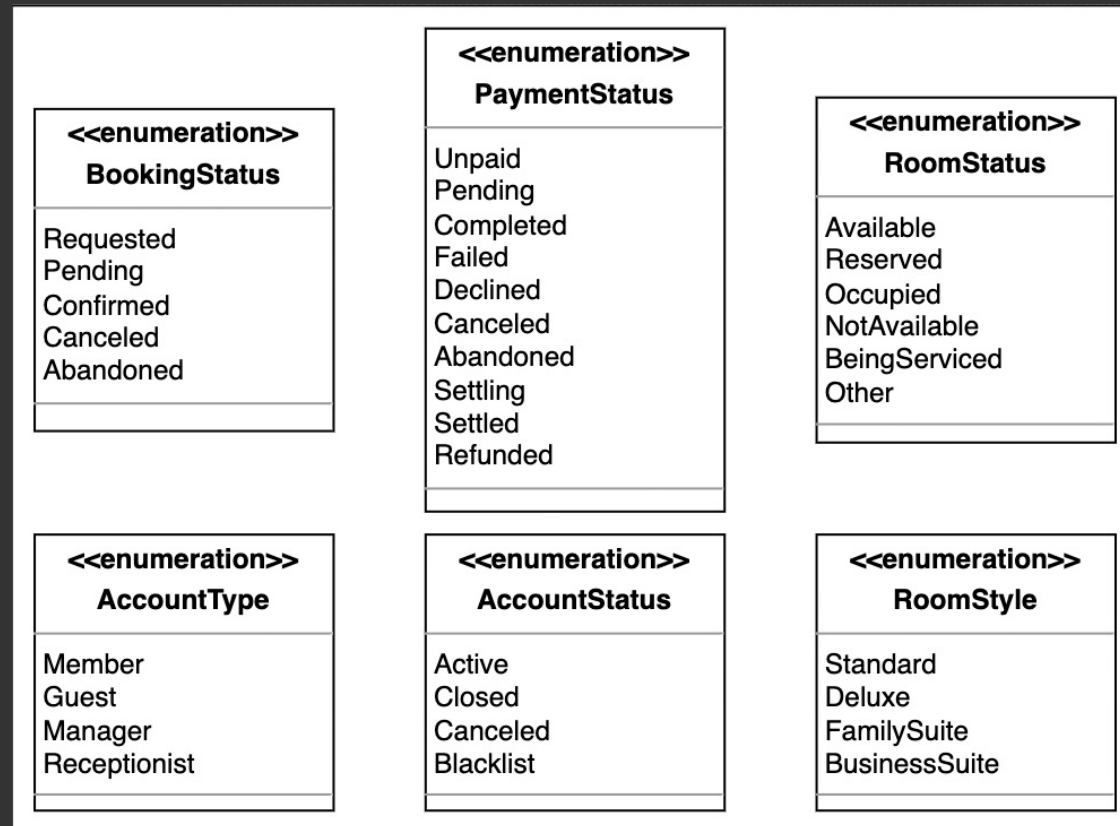 <<enumeration>>
BookingStatus
Requested
Pending
Confirmed
Canceled
Abandoned
<<enumeration>>
PaymentStatus
Unpaid
Pending
Completed
Failed
Declined
Canceled
Abandoned
Settling
Settled
Refunded
<<enumeration>>
RoomStatus
Available
Reserved
Occupied
NotAvailable
BeingServiced
Other
<<enumeration>>
AccountType
Member
Guest
Manager
Receptionist
<<enumeration>>
AccountStatus
Active
Closed
Canceled
Blacklist
<<enumeration>>
RoomStyle
Standard
Deluxe
FamilySuite
BusinessSuite